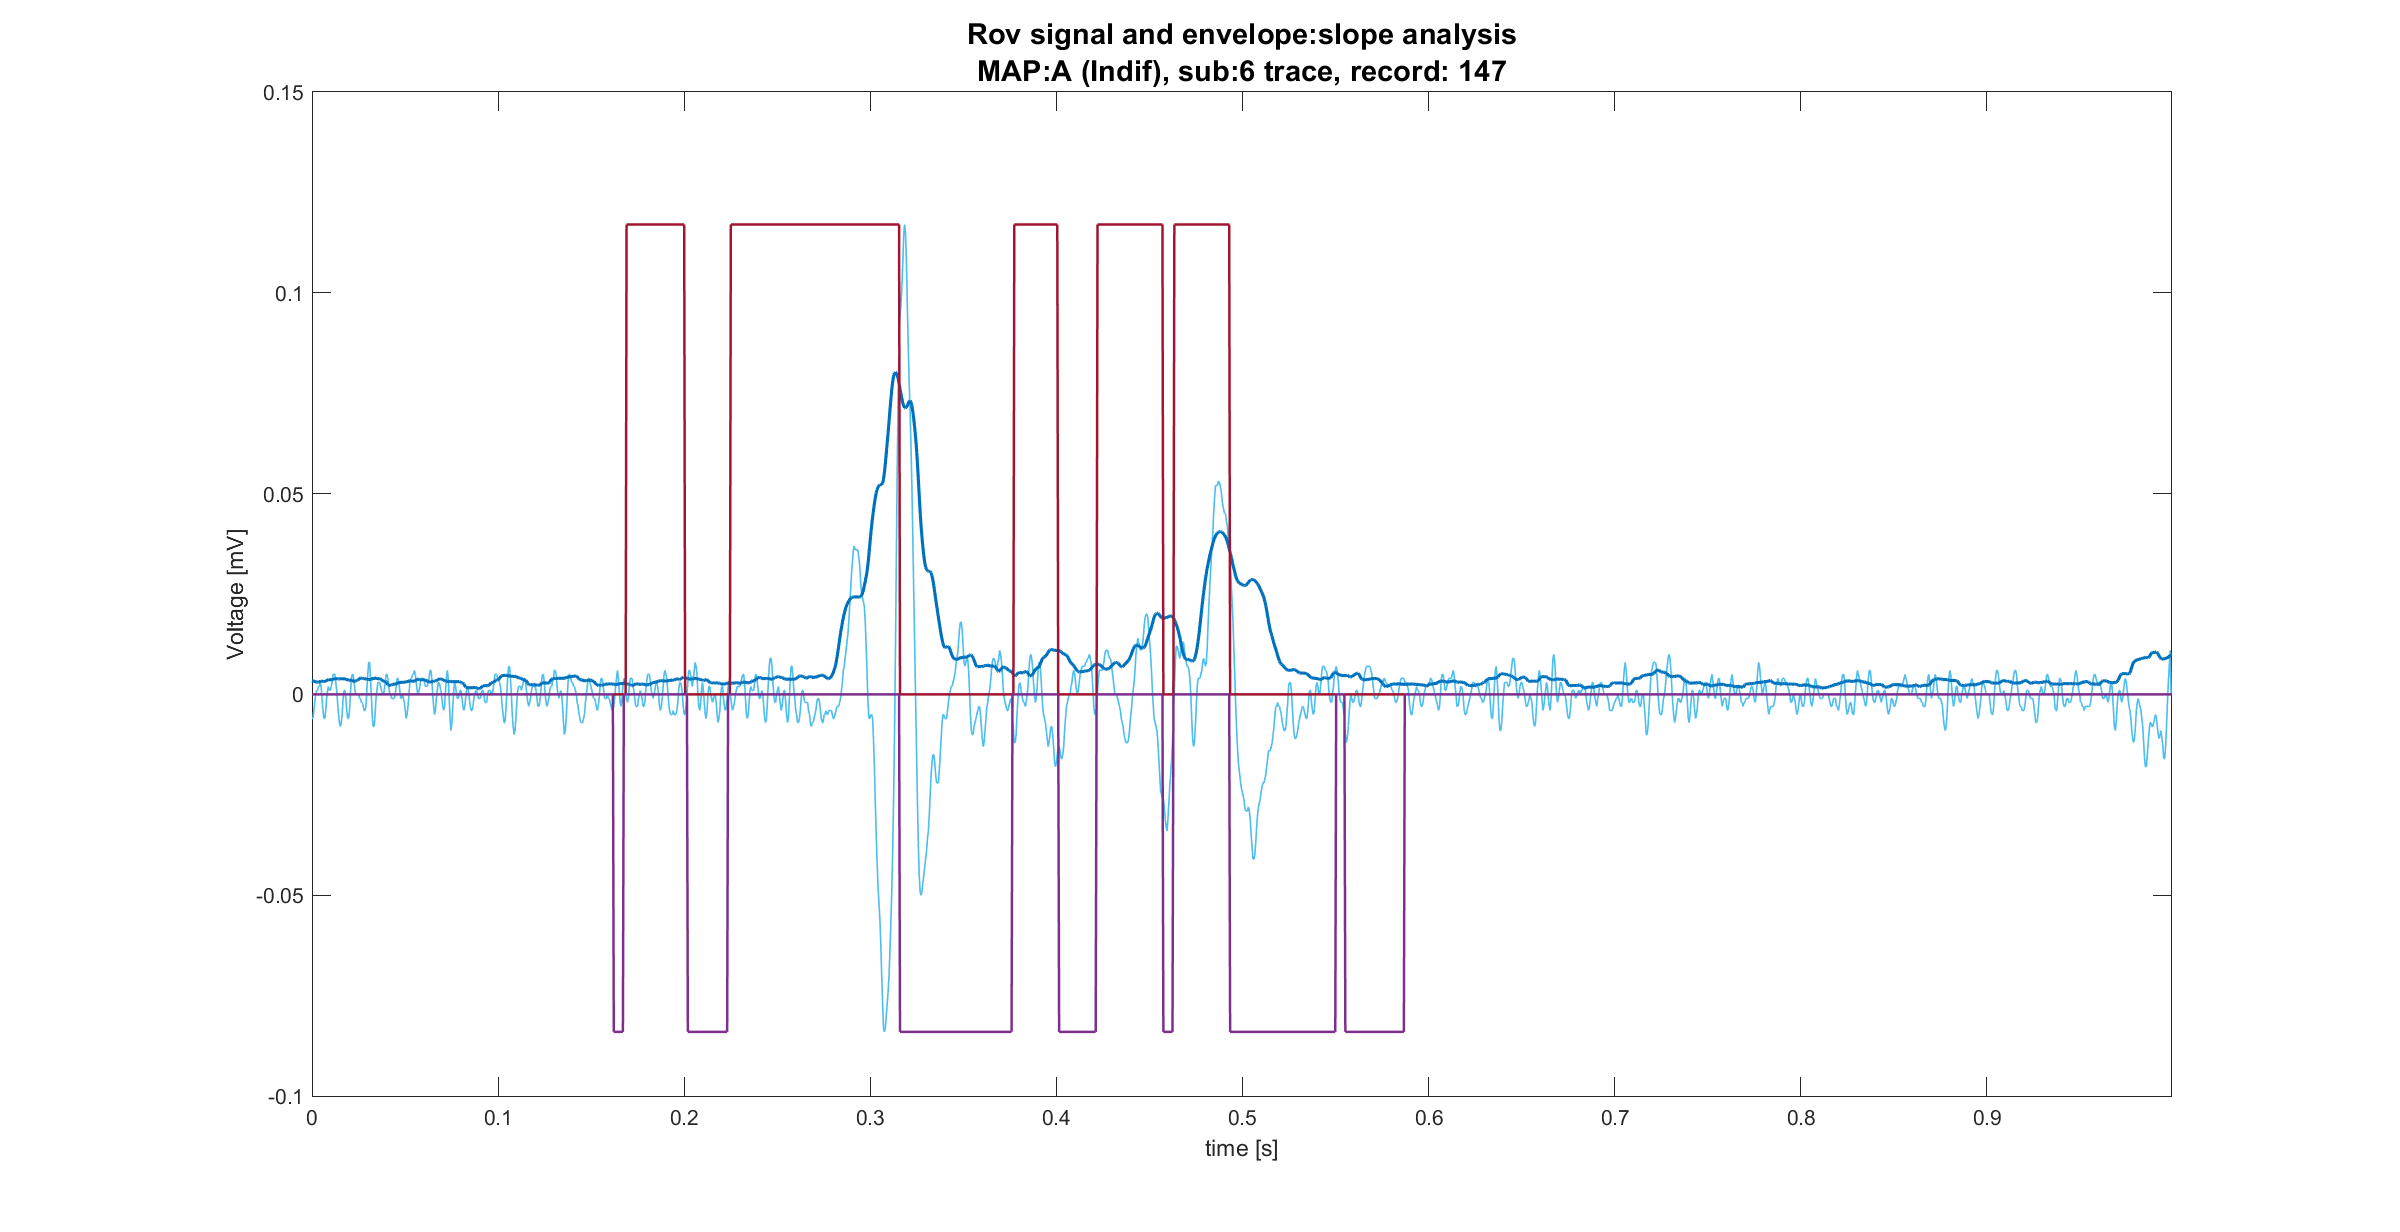 Rov signal and envelope:slope analysis
MAP:A (Indif), sub:6 trace, record: 147
0.15
0.1
0.05
0
-0.05
-0.1
Voltage [mV]
0 0.1 0.2 0.3 0.4 0.5 0.6 0.7 0.8 0.9
time [s]